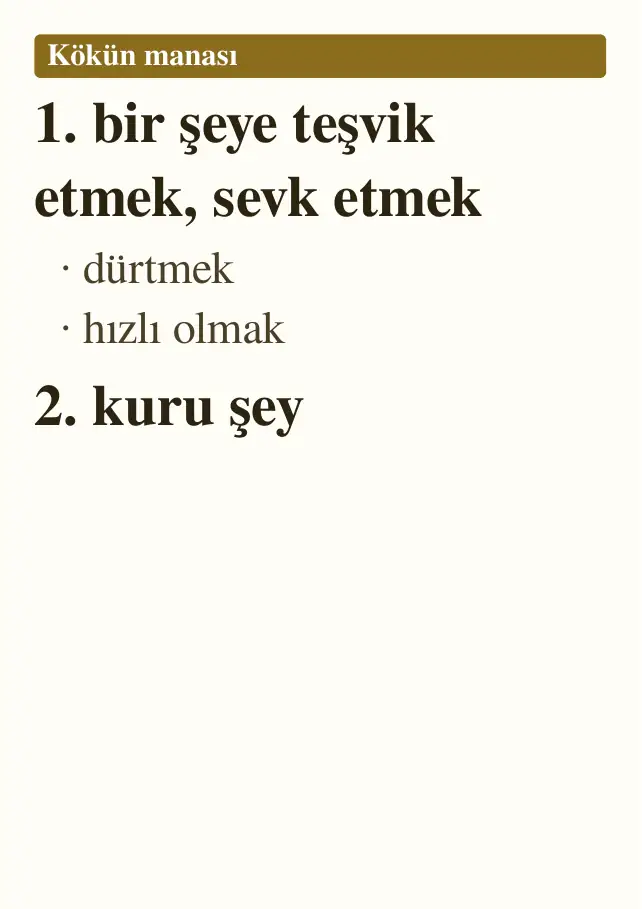 Kökün manası
1. bir şeye teşvik
etmek, sevk etmek
· dürtmek
· hızlı olmak
2. kuru şey